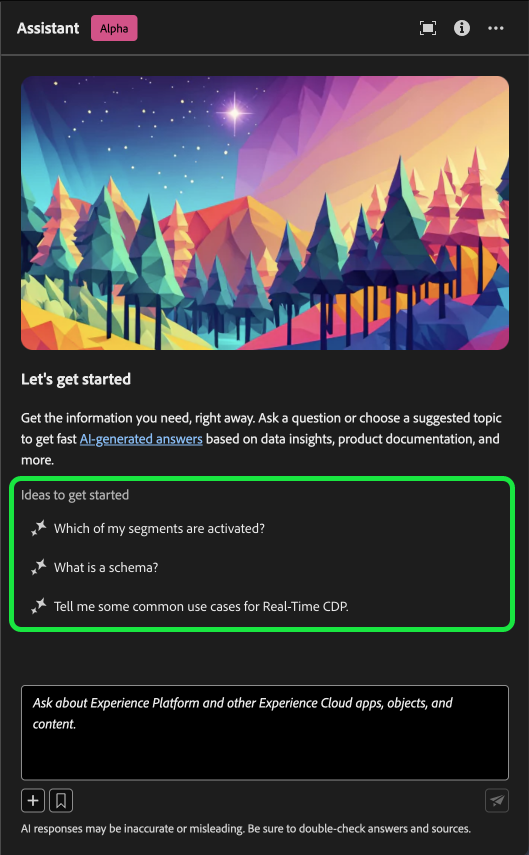 Assistant Alpha
Let's get started
Get the information you need, right away. Ask a question or choose a suggested topic
to get fast AI-generated answers based on data insights, product documentation, and
more.
Ideas to get started
Which of my segments are activated?
What is a schema?
Tell me some common use cases for Real-Time CDP.
Ask about Experience Platform and other Experience Cloud apps, objects, and
content.
AI responses may be inaccurate or misleading. Be sure to double-check answers and sources.